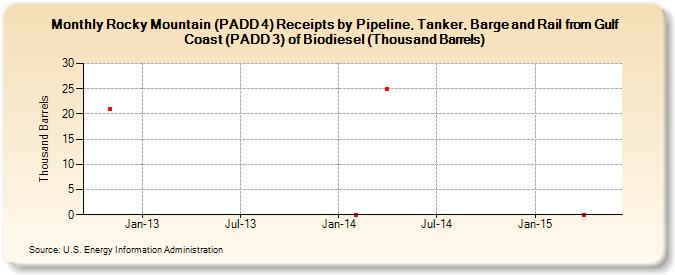 Monthly Rocky Mountain (PADD 4) Receipts by Pipeline, Tanker, Barge and Rail from Gulf
Coast (PADD 3) of Biodiesel (Thousand Barrels)
Thousand Barrels
30
25
20
15
10
5
0
Jan-13 Jul-13 Jan-14 Jul-14 Jan-15
Source: U.S. Energy Information Administration